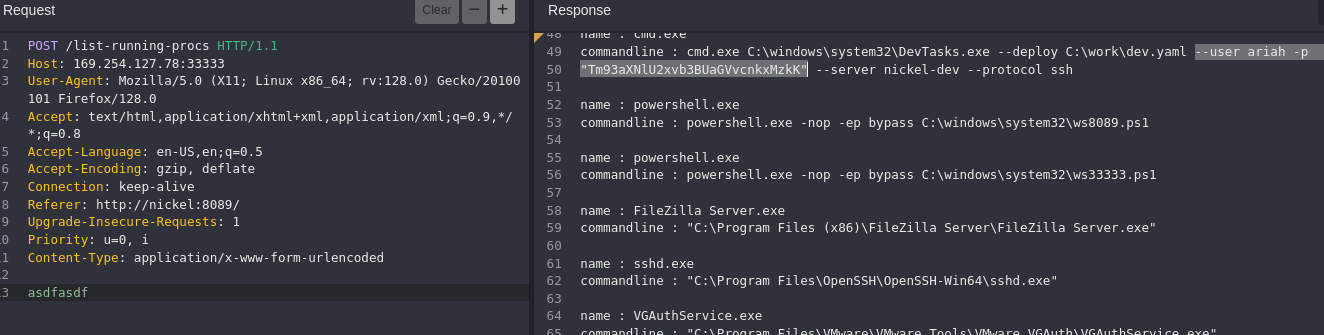 Request
Clear
−
+
1 POST /list-running-procs HTTP/1.1
2 Host: 169.254.127.78:33333
3 User-Agent: Mozilla/5.0 (X11; Linux x86_64; rv:128.0) Gecko/20100
101 Firefox/128.0
4 Accept: text/html,application/xhtml+xml,application/xml;q=0.9,*/
*;q=0.8
5 Accept-Language: en-US,en;q=0.5
6 Accept-Encoding: gzip, deflate
7 Connection: keep-alive
8 Referer: http://nickel:8089/
9 Upgrade-Insecure-Requests: 1
.0 Priority: u=0, i
.1 Content-Type: application/x-www-form-urlencoded
.2
.3 asdfasdf
Response
48 name : cmd.exe
49 commandline : cmd.exe C:\windows\system32\DevTasks.exe --deploy C:\work\dev.yaml --user ariah -p
50 "Tm93aXNlU2xvb3BUaGVvcnkxMzkK" --server nickel-dev --protocol ssh
51
52 name : powershell.exe
53 commandline : powershell.exe -nop -ep bypass C:\windows\system32\ws8089.ps1
54
55 name : powershell.exe
56 commandline : powershell.exe -nop -ep bypass C:\windows\system32\ws33333.ps1
57
58 name : FileZilla Server.exe
59 commandline : "C:\Program Files (x86)\FileZilla Server\FileZilla Server.exe"
60
61 name : sshd.exe
62 commandline : "C:\Program Files\OpenSSH\OpenSSH-Win64\sshd.exe"
63
64 name : VGAuthService.exe
65 commandline : "C:\Program Files\VMware\VMware Tools\VMware VGAuth\VGAuthService.exe"